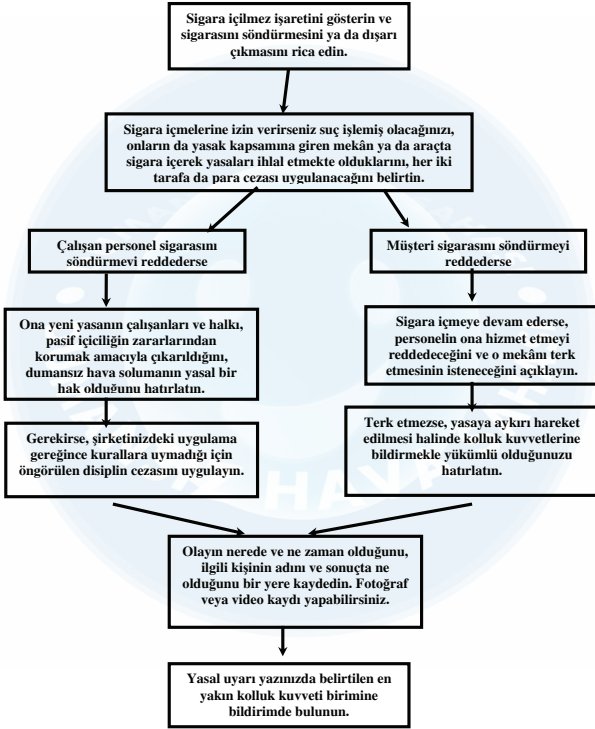 Sigara içilmez işaretini gösterin ve
sigarasını söndürmesini ya da dışarı
çıkmasını rica edin.
Sigara içmelerine izin verirseniz suç işlemiş olacağınızı,
onların da yasak kapsamına giren mekân ya da araçta
sigara içerek yasaları ihlal etmekte olduklarını, her iki
tarafa da para cezası uygulanacağını belirtin.
Çalışan personel sigarasını
söndürmeyi reddederse
Müşteri sigarasını söndürmeyi
reddederse
Ona yeni yasanın çalışanları ve halkı,
pasif içiciliğin zararlarından
korumak amacıyla çıkarıldığını,
dumansız hava solumanın yasal bir
hak olduğunu hatırlatın.
Sigara içmeye devam ederse,
personelin ona hizmet etmeyi
reddedeceğini ve o mekânı terk
etmesinin isteneceğini açıklayın.
Gerekirse, şirketinizdeki uygulama
gereğince kurallara uymadığı için
öngörülen disiplin cezasını uygulayın.
Terk etmezse, yasaya aykırı hareket
edilmesi halinde kolluk kuvvetlerine
bildirmekle yükümlü olduğunuzu
hatırlatın.
Olayın nerede ve ne zaman olduğunu,
ilgili kişinin adını ve sonuçta ne
olduğunu bir yere kaydedin. Fotoğraf
veya video kaydı yapabilirsiniz.
Yasal uyarı yazınızda belirtilen en
yakın kolluk kuvveti birimine
bildirimde bulunun.